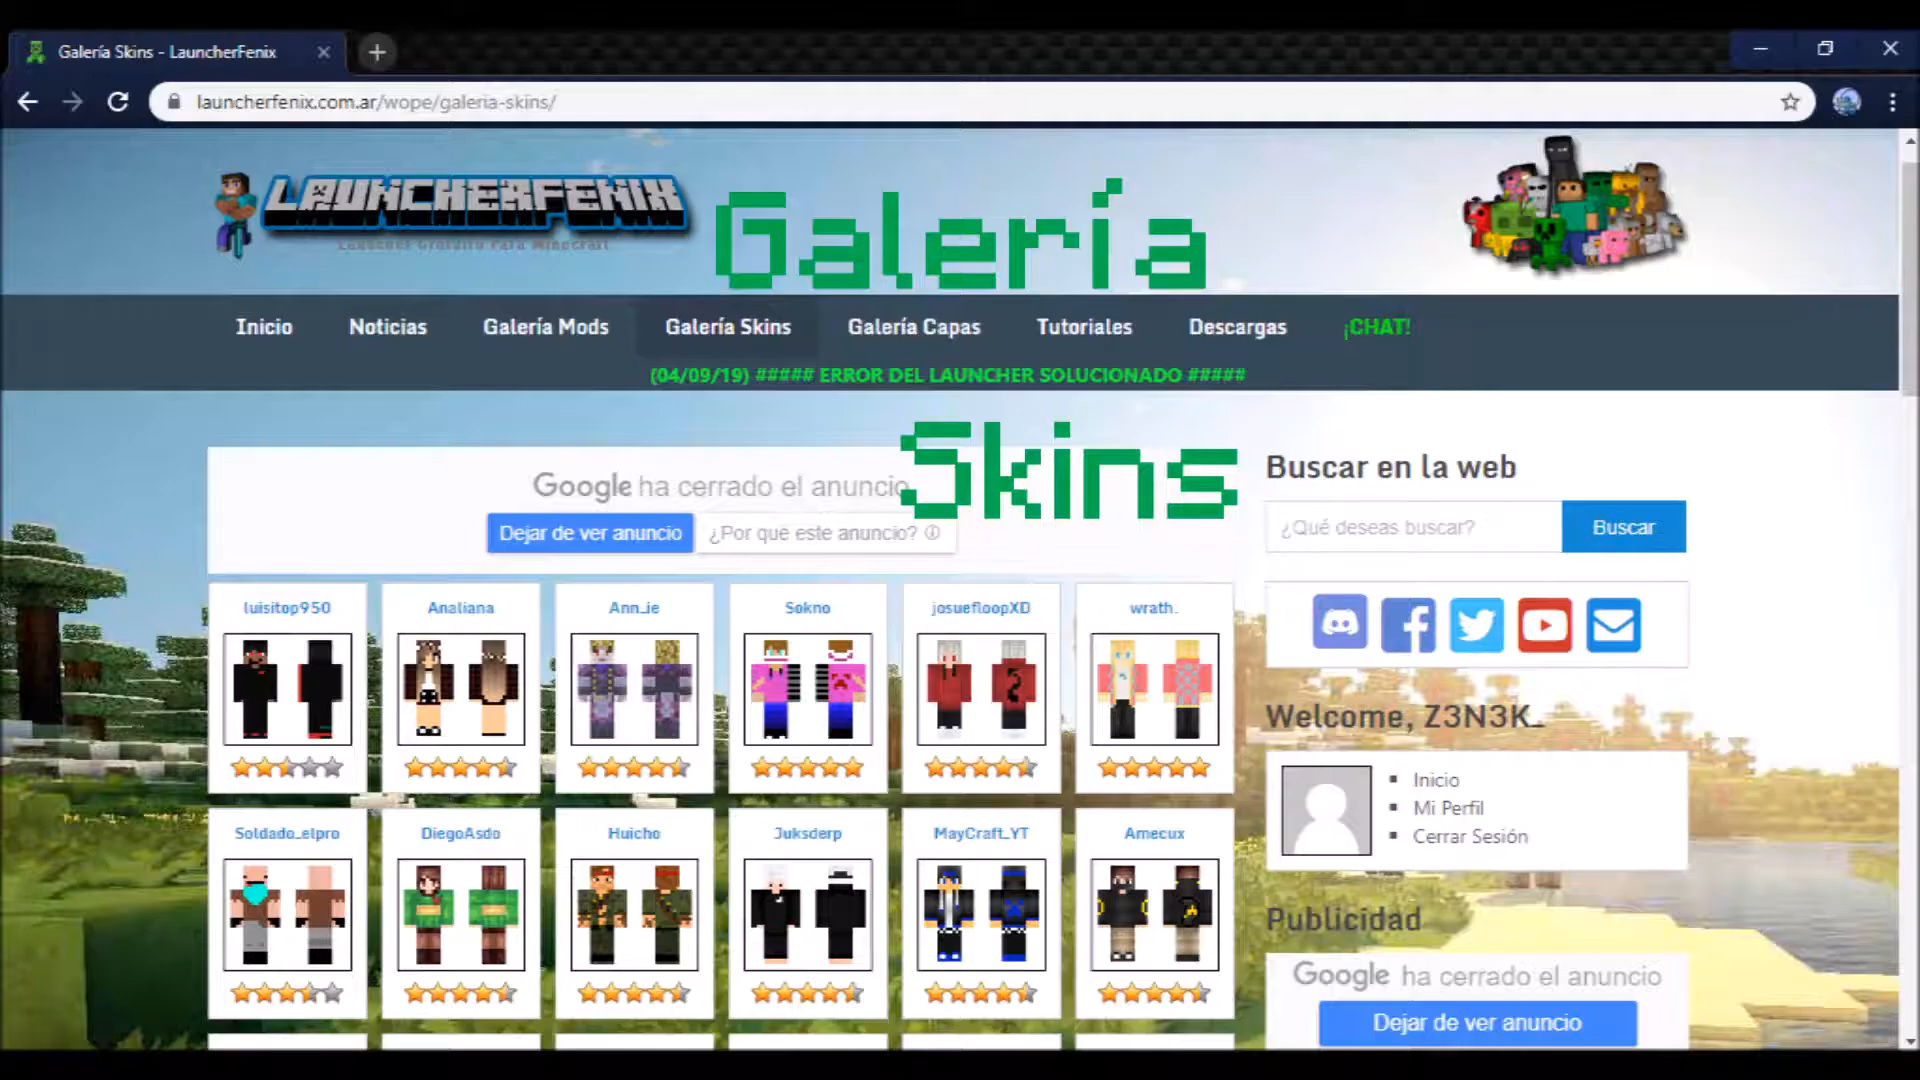 Galería Skins - LauncherFenix
launcherfenix.com.ar/wope/galeria-skins/
LAUNCHERFENIX
Launcher Gratuito Para Minecraft
Galería
Inicio Noticias Galería Mods Galería Skins Galería Capas Tutoriales Descargas ¡CHAT!
(04/09/19) ##### ERROR DEL LAUNCHER SOLUCIONADO #####
Skins
Google ha cerrado el anuncio
Dejar de ver anuncio ¿Por qué este anuncio?
luisitop950 Analiana Ann_ie Sokno josuefloopXD wrath_
Soldado_elpro DiegoAsdo Huicho Juksderp MayCraft_YT Amecux
Buscar en la web
¿Qué deseas buscar? Buscar
Welcome, Z3N3K_
Inicio
Mi Perfil
Cerrar Sesión
Publicidad
Google ha cerrado el anuncio
Dejar de ver anuncio